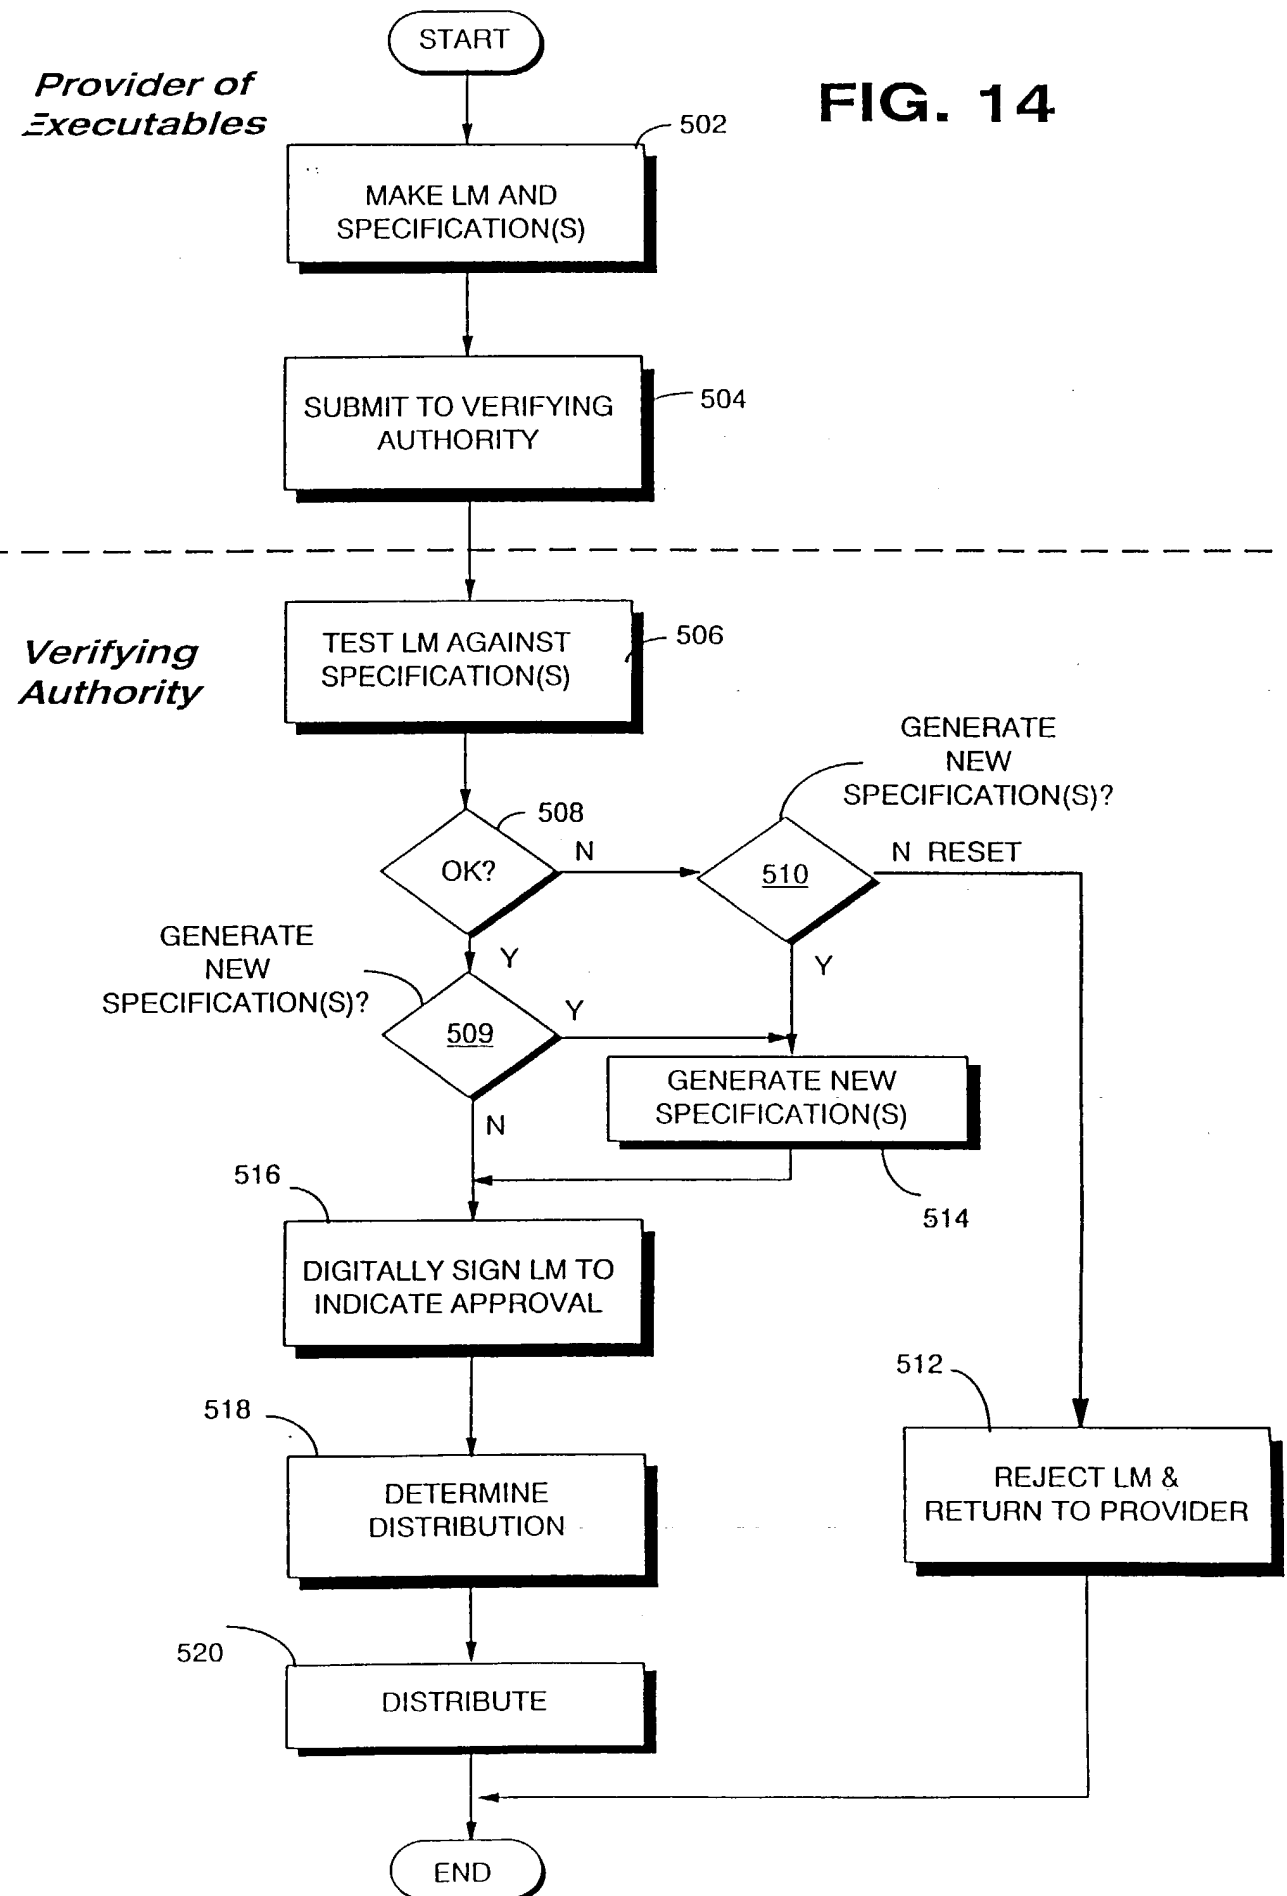 START
Provider of
Executables
FIG. 14
502
MAKE LM AND
SPECIFICATION(S)
SUBMIT TO VERIFYING
AUTHORITY
504
Verifying
Authority
TEST LM AGAINST
SPECIFICATION(S)
506
GENERATE
NEW
SPECIFICATION(S)?
508
OK?
N
510
N RESET
GENERATE
NEW
SPECIFICATION(S)?
Y
Y
509
Y
GENERATE NEW
SPECIFICATION(S)
N
514
516
DIGITALLY SIGN LM TO
INDICATE APPROVAL
512
518
DETERMINE
DISTRIBUTION
REJECT LM &
RETURN TO PROVIDER
520
DISTRIBUTE
END